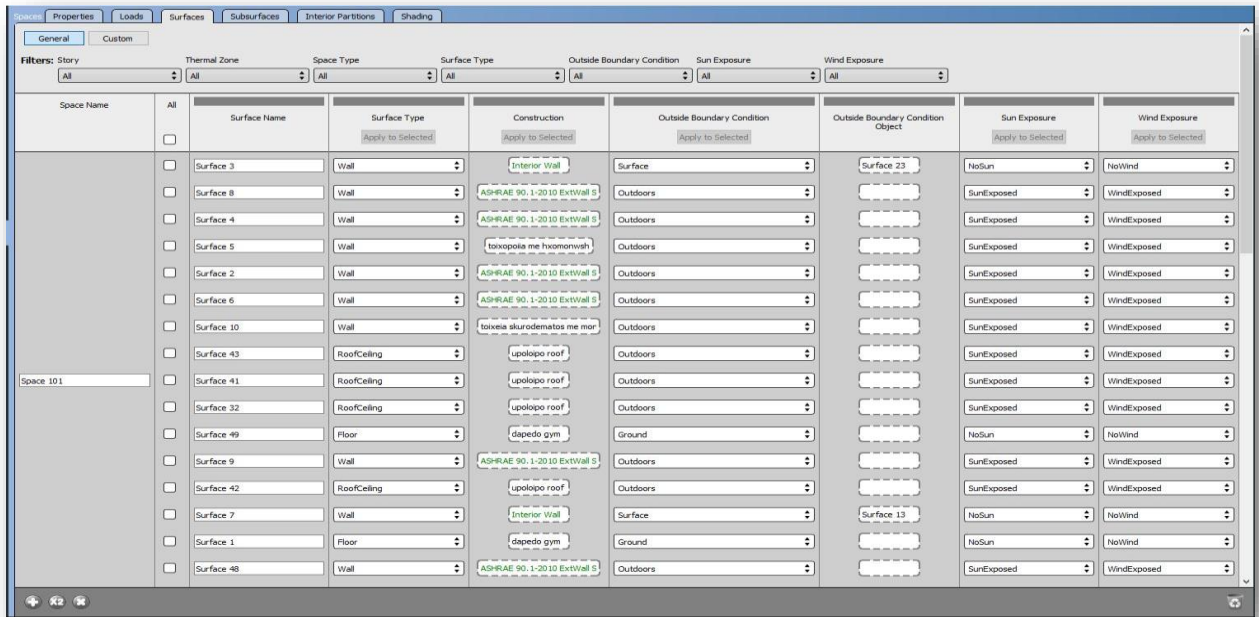 Spaces Properties Loads Surfaces Subsurfaces Interior Partitions Shading
General Custom
Filters: Story Thermal Zone Space Type Surface Type Outside Boundary Condition Sun Exposure Wind Exposure
All All All All All All All
Space Name All Surface Name Surface Type Construction Outside Boundary Condition Outside Boundary Condition Object Sun Exposure Wind Exposure
Apply to Selected Apply to Selected Apply to Selected Apply to Selected Apply to Selected
Surface 3 Wall Interior Wall Surface Surface 23 NoSun NoWind
Surface 8 Wall ASHRAE 90.1-2010 ExtWall S Outdoors SunExposed WindExposed
Surface 4 Wall ASHRAE 90.1-2010 ExtWall S Outdoors SunExposed WindExposed
Surface 5 Wall toixopoiia me hxomonwsh Outdoors SunExposed WindExposed
Surface 2 Wall ASHRAE 90.1-2010 ExtWall S Outdoors SunExposed WindExposed
Surface 6 Wall ASHRAE 90.1-2010 ExtWall S Outdoors SunExposed WindExposed
Surface 10 Wall toixeia skurodematos me mor Outdoors SunExposed WindExposed
Surface 43 RoofCeiling upoloipo roof Outdoors SunExposed WindExposed
Space 101 Surface 41 RoofCeiling upoloipo roof Outdoors SunExposed WindExposed
Surface 32 RoofCeiling upoloipo roof Outdoors SunExposed WindExposed
Surface 49 Floor dapedo gym Ground NoSun NoWind
Surface 9 Wall ASHRAE 90.1-2010 ExtWall S Outdoors SunExposed WindExposed
Surface 42 RoofCeiling upoloipo roof Outdoors SunExposed WindExposed
Surface 7 Wall Interior Wall Surface Surface 13 NoSun NoWind
Surface 1 Floor dapedo gym Ground NoSun NoWind
Surface 48 Wall ASHRAE 90.1-2010 ExtWall S Outdoors SunExposed WindExposed
X2